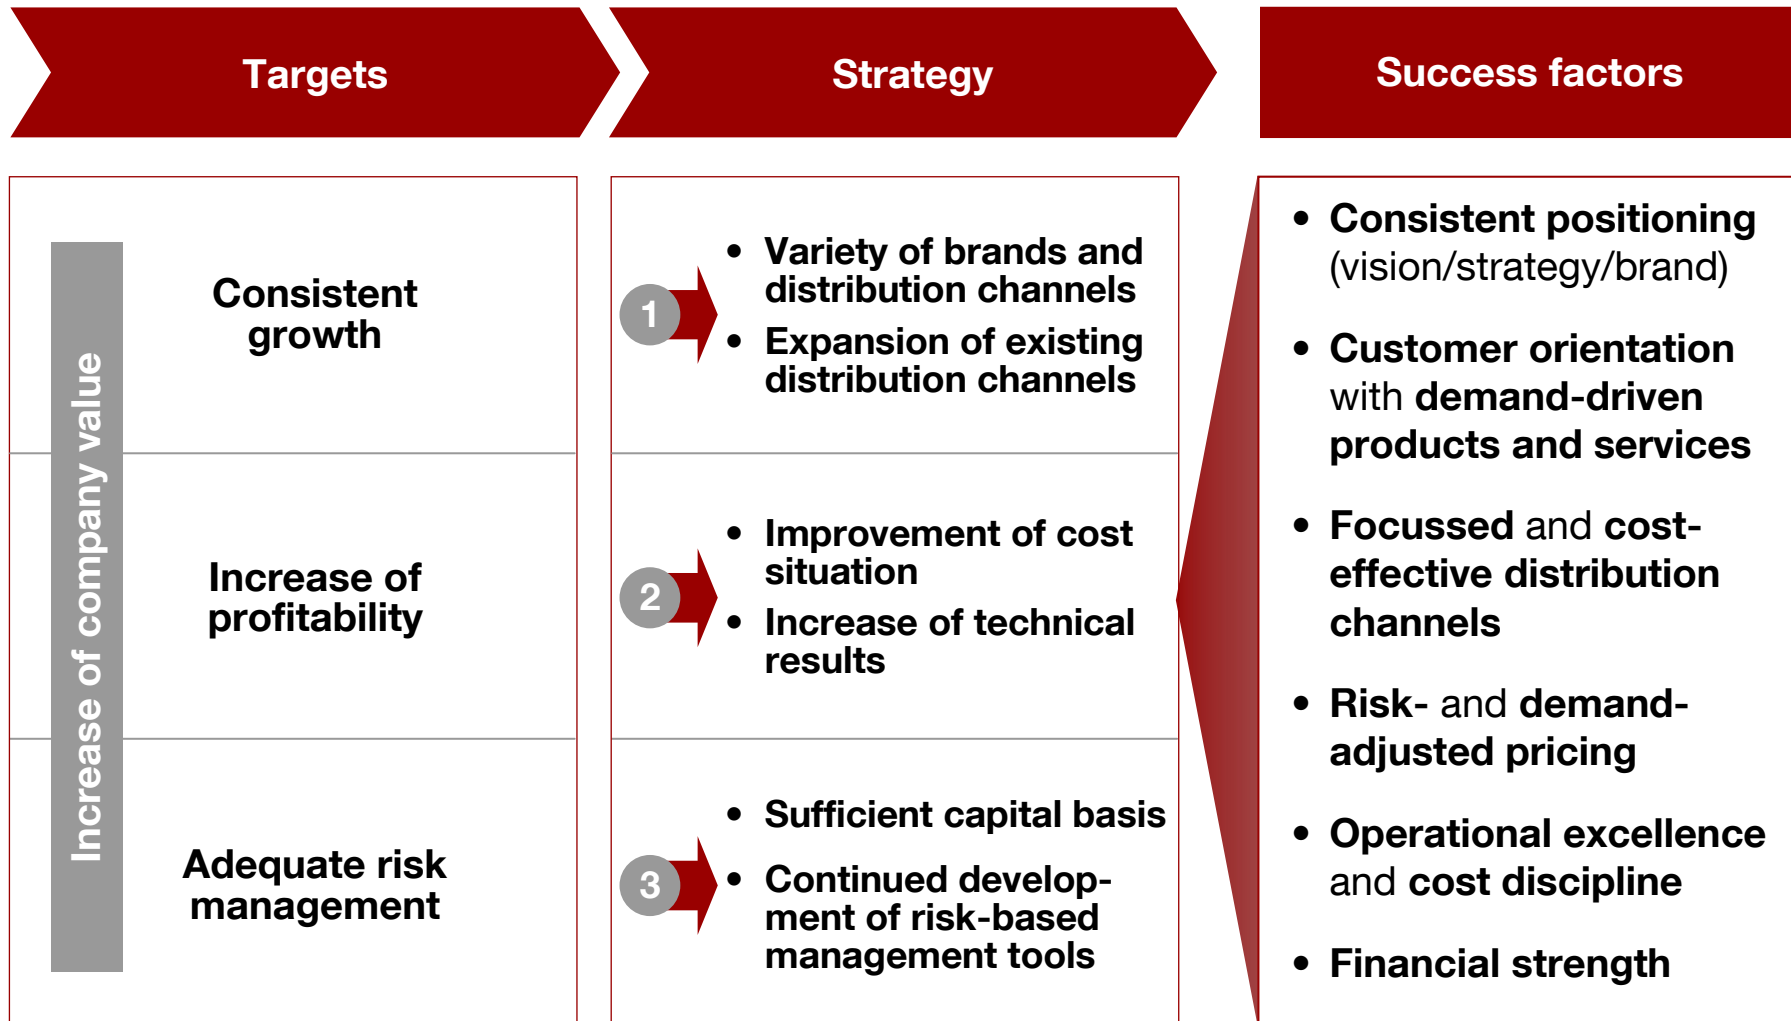 Targets
Strategy
Success factors
Increase of company value
Consistent
growth
1
• Variety of brands and
distribution channels
• Expansion of existing
distribution channels
Increase of
profitability
2
• Improvement of cost
situation
• Increase of technical
results
Adequate risk
management
3
• Sufficient capital basis
• Continued develop-
ment of risk-based
management tools
• Consistent positioning
(vision/strategy/brand)
• Customer orientation
with demand-driven
products and services
• Focussed and cost-
effective distribution
channels
• Risk- and demand-
adjusted pricing
• Operational excellence
and cost discipline
• Financial strength